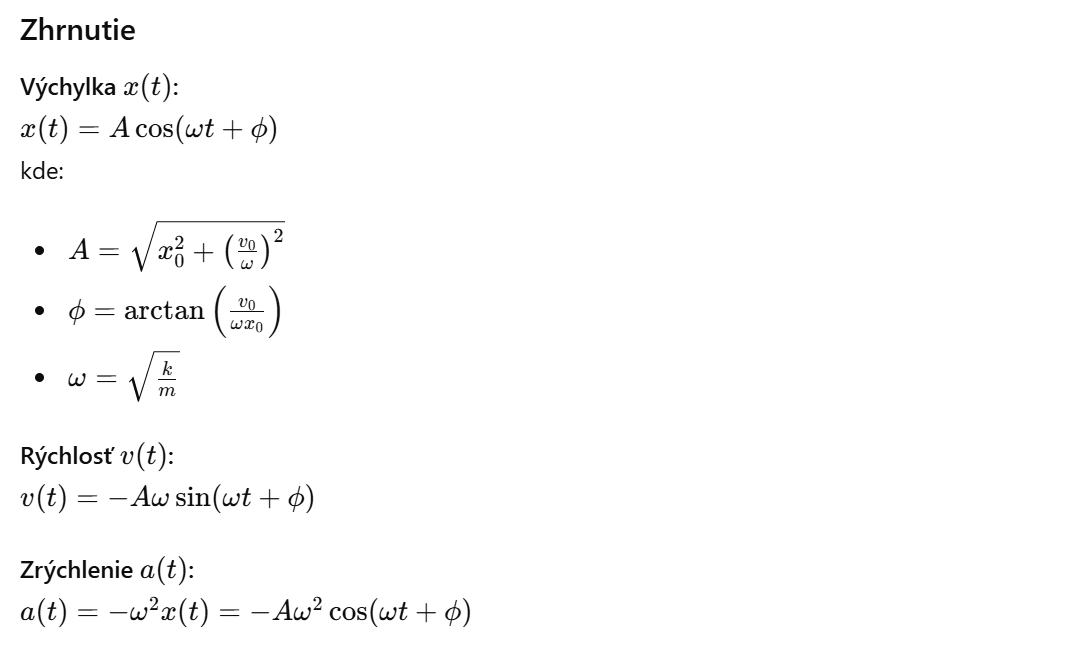 Zhrnutie
Výchylka x(t):
x(t) = A cos(ωt + ϕ)
kde:
• A = √(x₀² + (v₀/ω)²)
• ϕ = arctan (v₀/(ωx₀))
• ω = √(k/m)
Rýchlosť v(t):
v(t) = −Aω sin(ωt + ϕ)
Zrýchlenie a(t):
a(t) = −ω²x(t) = −Aω² cos(ωt + ϕ)